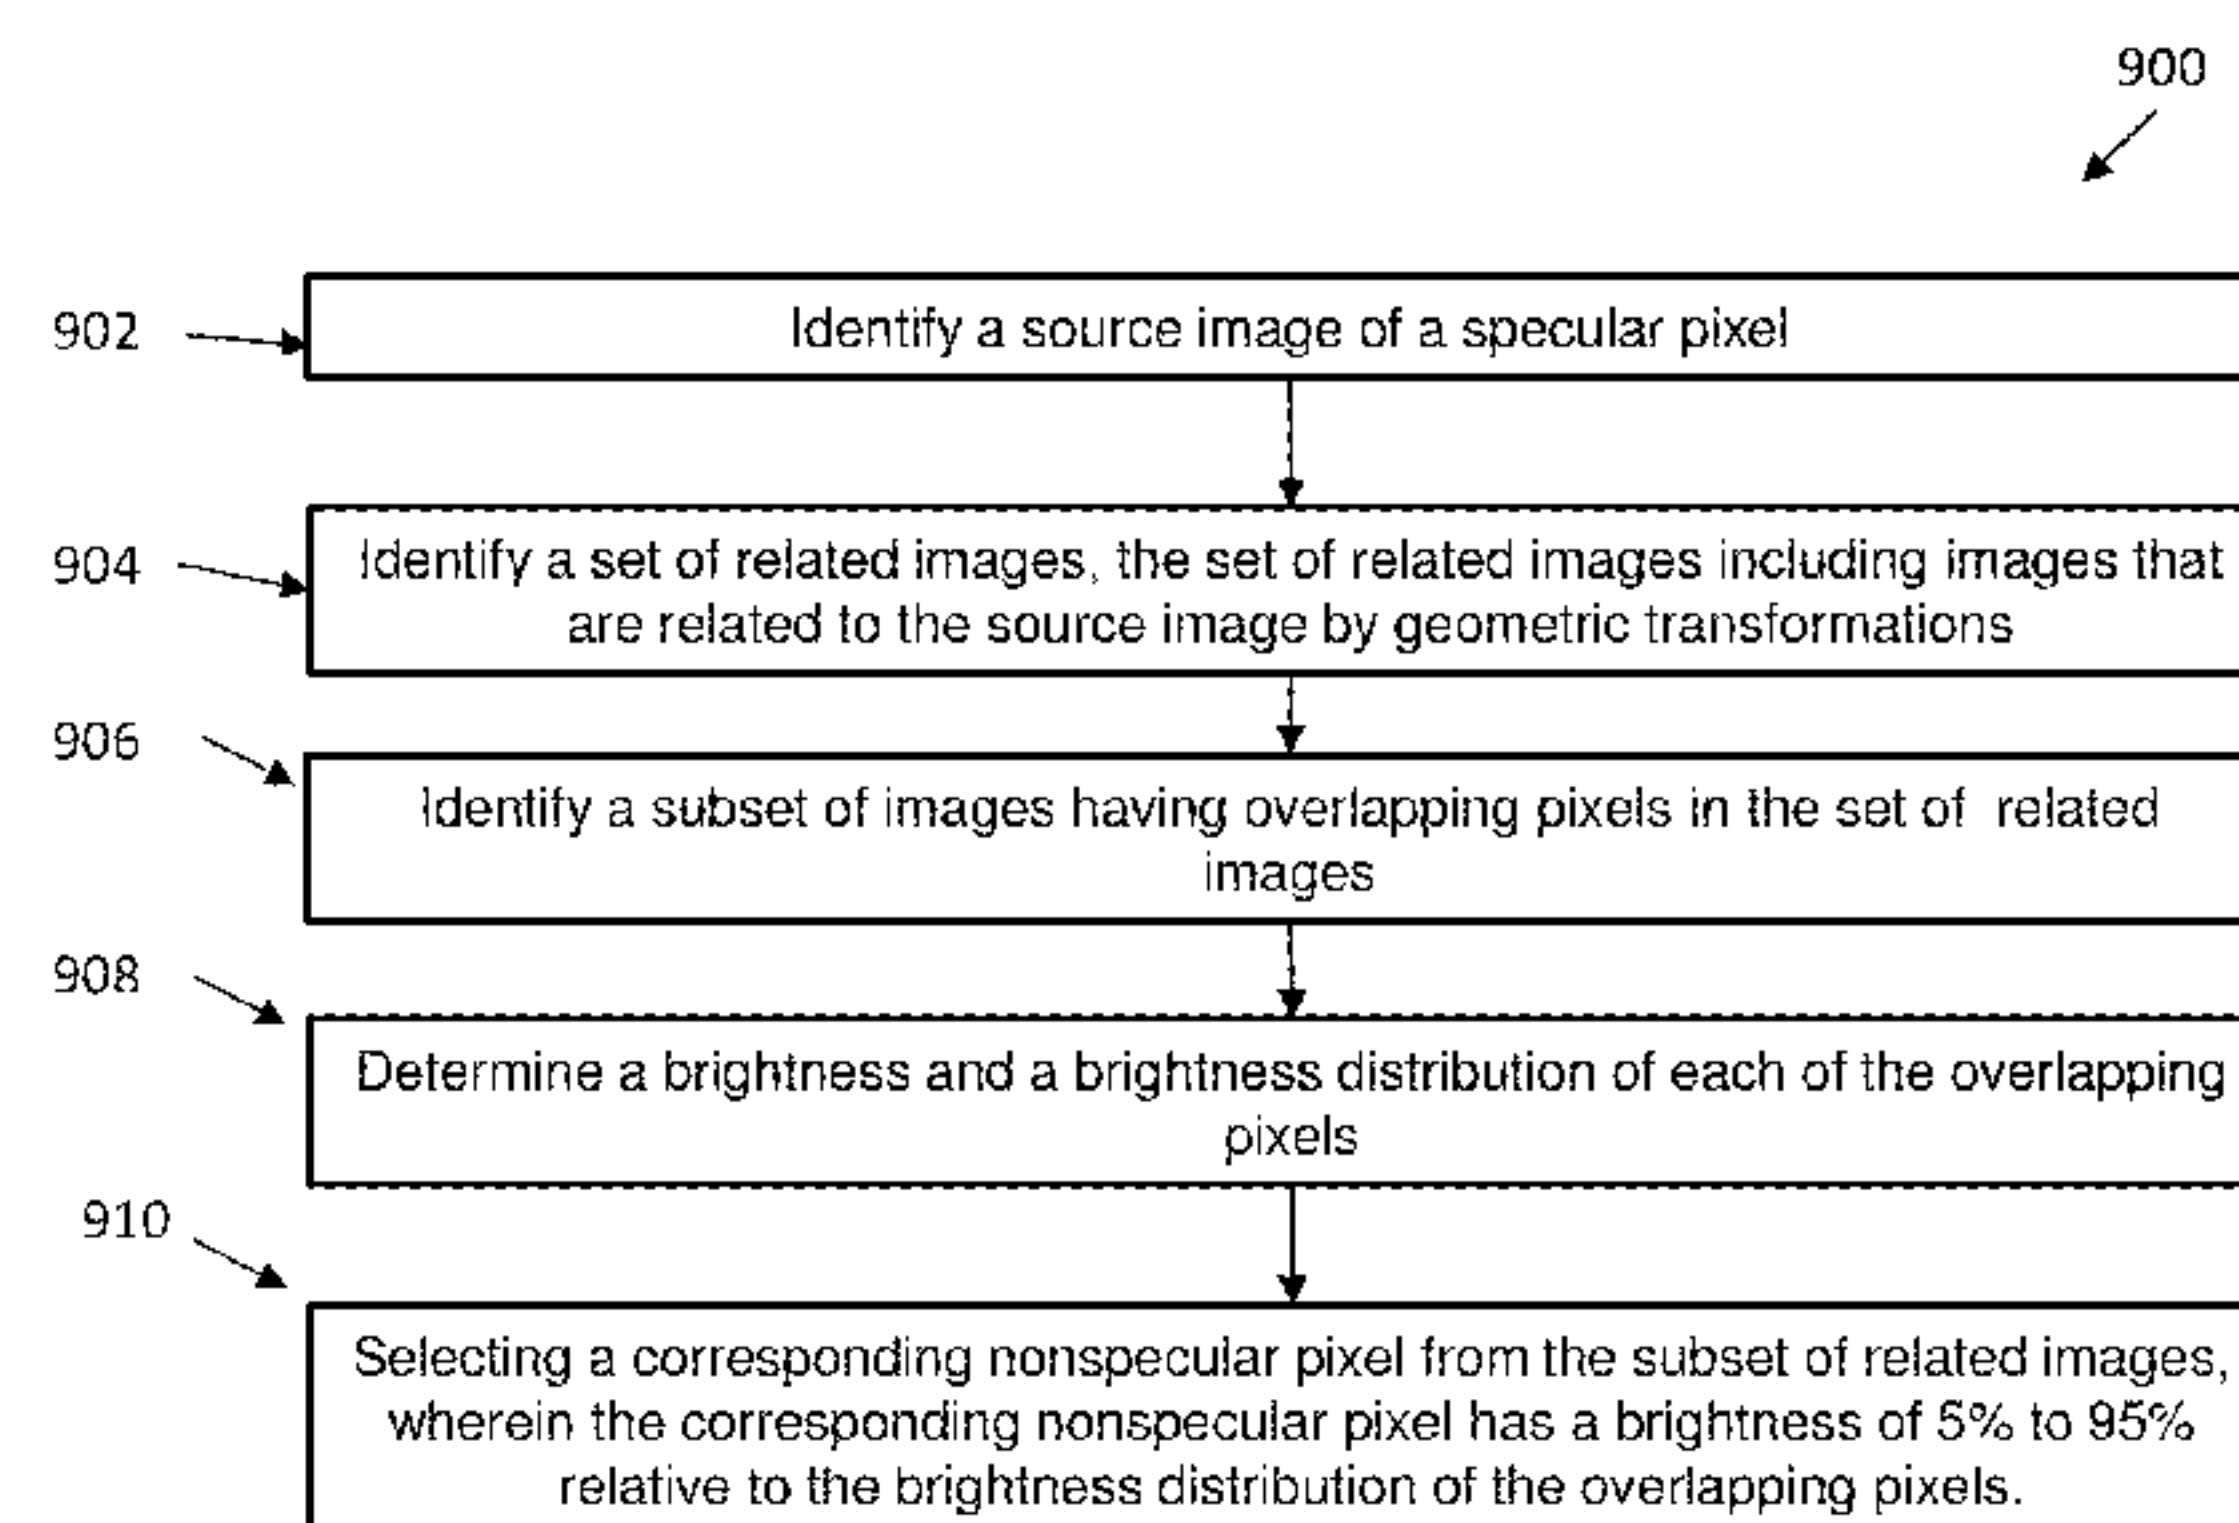 900
902
Identify a source image of a specular pixel
904
Identify a set of related images, the set of related images including images that
are related to the source image by geometric transformations
906
Identify a subset of images having overlapping pixels in the set of related
images
908
Determine a brightness and a brightness distribution of each of the overlapping
pixels
910
Selecting a corresponding nonspecular pixel from the subset of related images,
wherein the corresponding nonspecular pixel has a brightness of 5% to 95%
relative to the brightness distribution of the overlapping pixels.